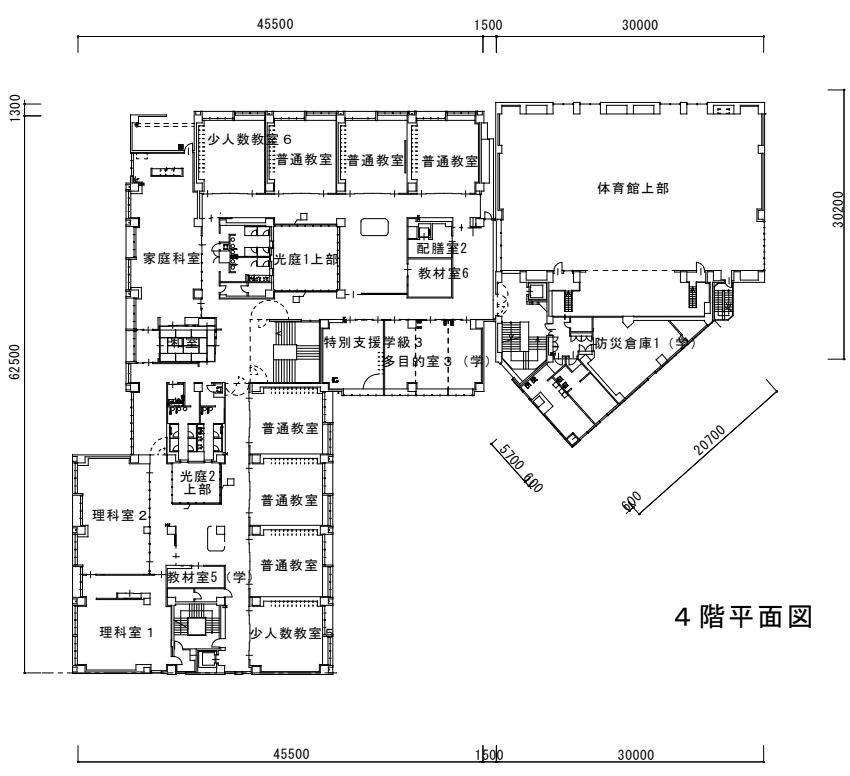 45500
1500
30000
1300
30200
62500
少人数教室6
普通教室
普通教室
普通教室
体育館上部
家庭科室
光庭1上部
配膳室2
教材室6
和室
特別支援学級3
多目的室3(学)
防災倉庫1(学)
普通教室
5700
600
20700
600
光庭2
上部
普通教室
理科室2
普通教室
教材室5(学)
理科室1
少人数教室5
4階平面図
45500
1500
30000